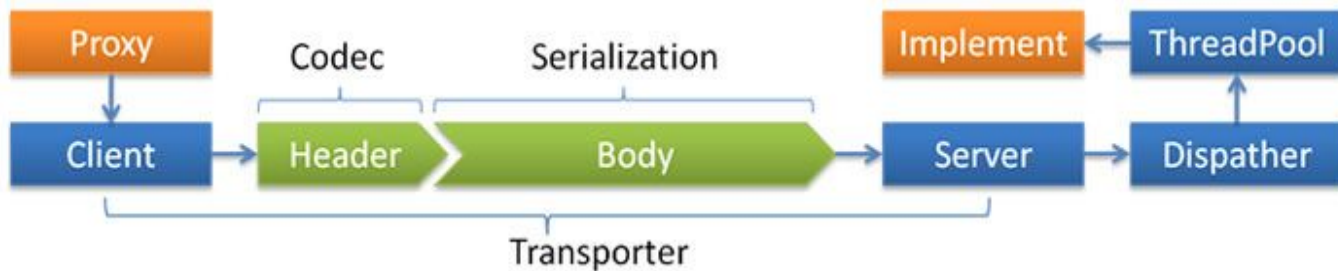 Proxy
Implement
ThreadPool
Codec
Serialization
Client
Header
Body
Server
Dispather
Transporter